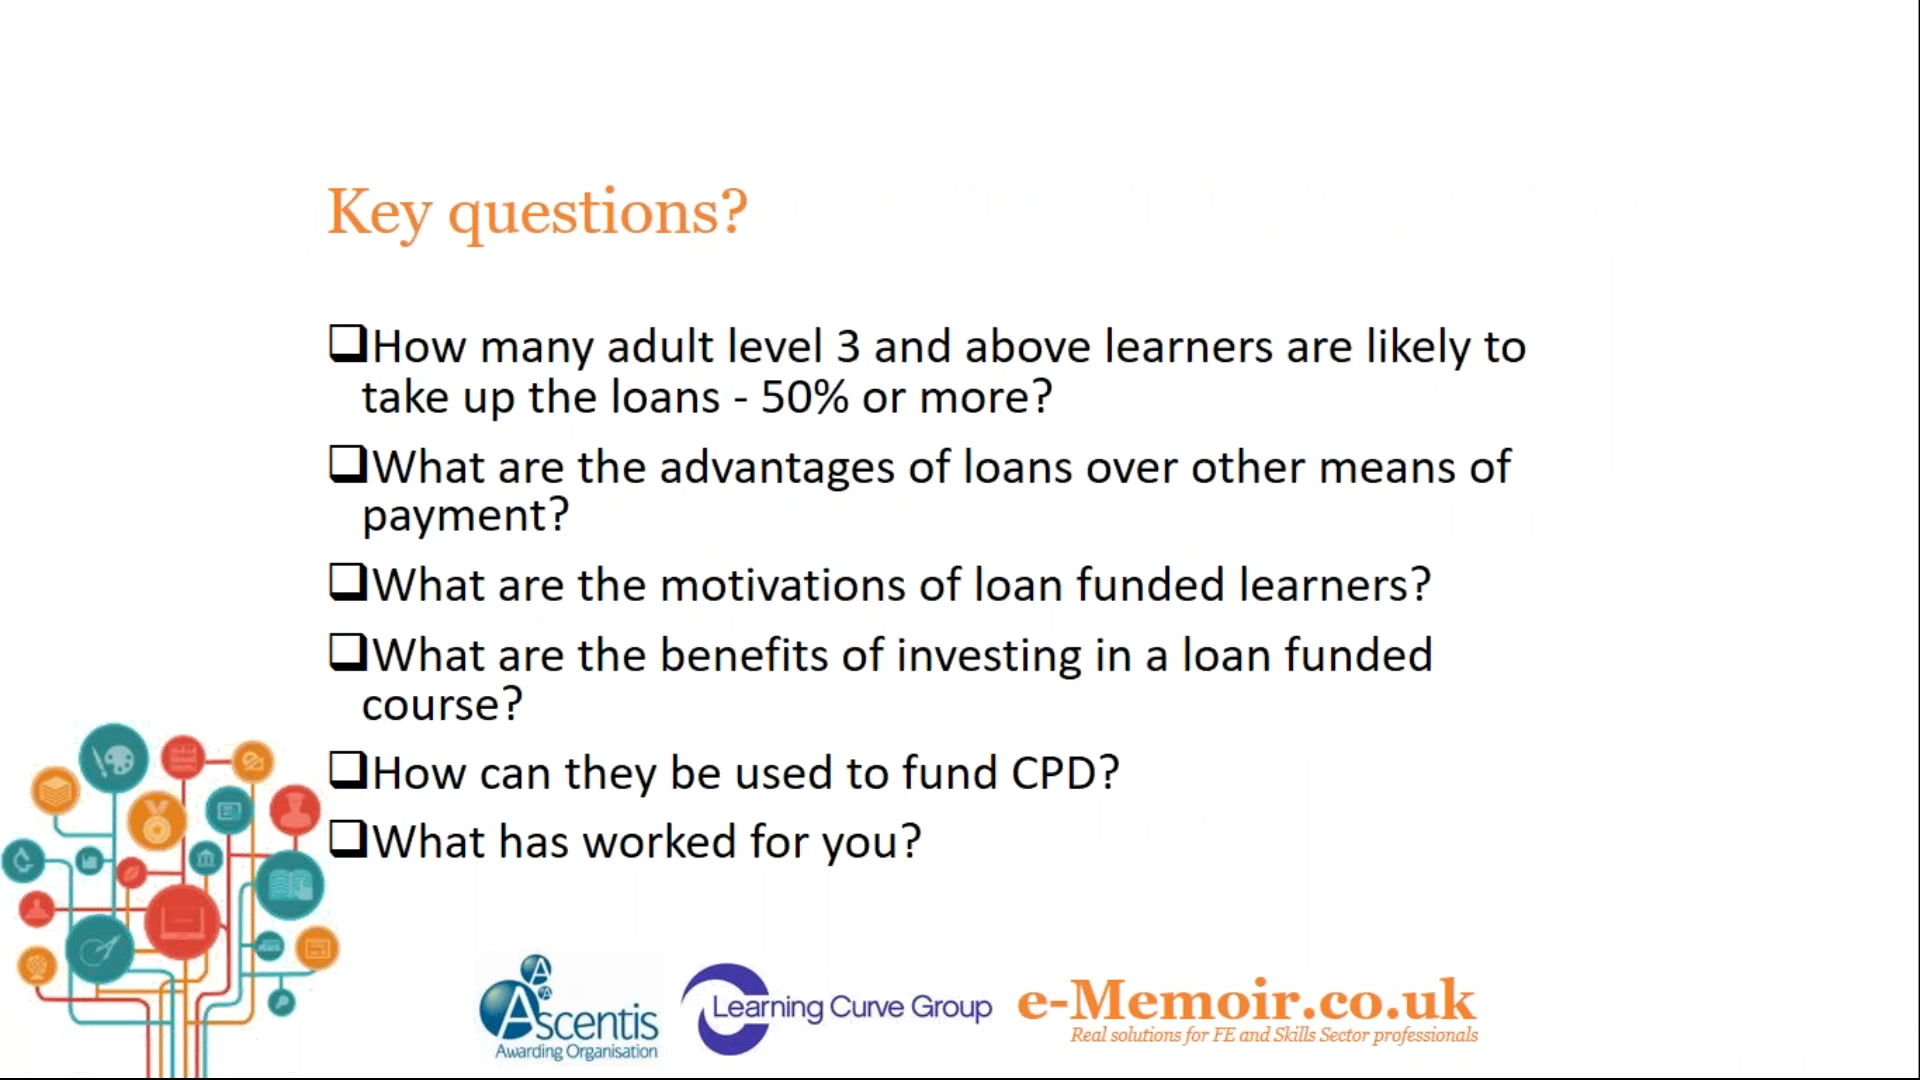 Key questions?
❑How many adult level 3 and above learners are likely to
take up the loans - 50% or more?
❑What are the advantages of loans over other means of
payment?
❑What are the motivations of loan funded learners?
❑What are the benefits of investing in a loan funded
course?
❑How can they be used to fund CPD?
❑What has worked for you?
Ascentis
Awarding Organisation
Learning Curve Group
e-Memoir.co.uk
Real solutions for FE and Skills Sector professionals